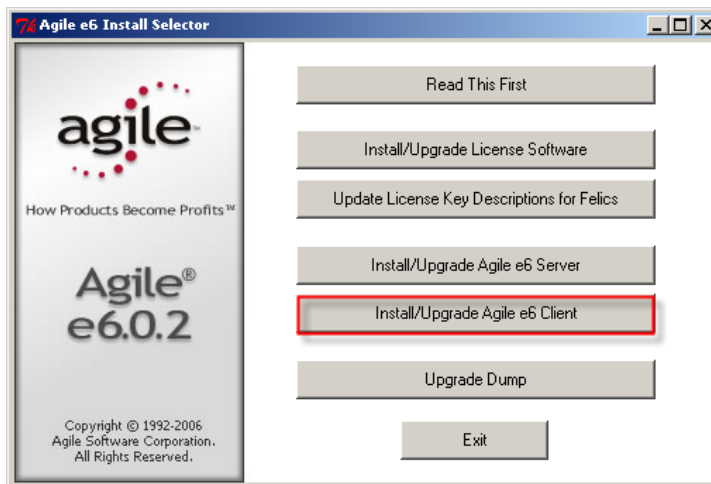 Agile e6 Install Selector
agile
How Products Become Profits™
Agile®
e6.0.2
Copyright © 1992-2006
Agile Software Corporation.
All Rights Reserved.
Read This First
Install/Upgrade License Software
Update License Key Descriptions for Felics
Install/Upgrade Agile e6 Server
Install/Upgrade Agile e6 Client
Upgrade Dump
Exit